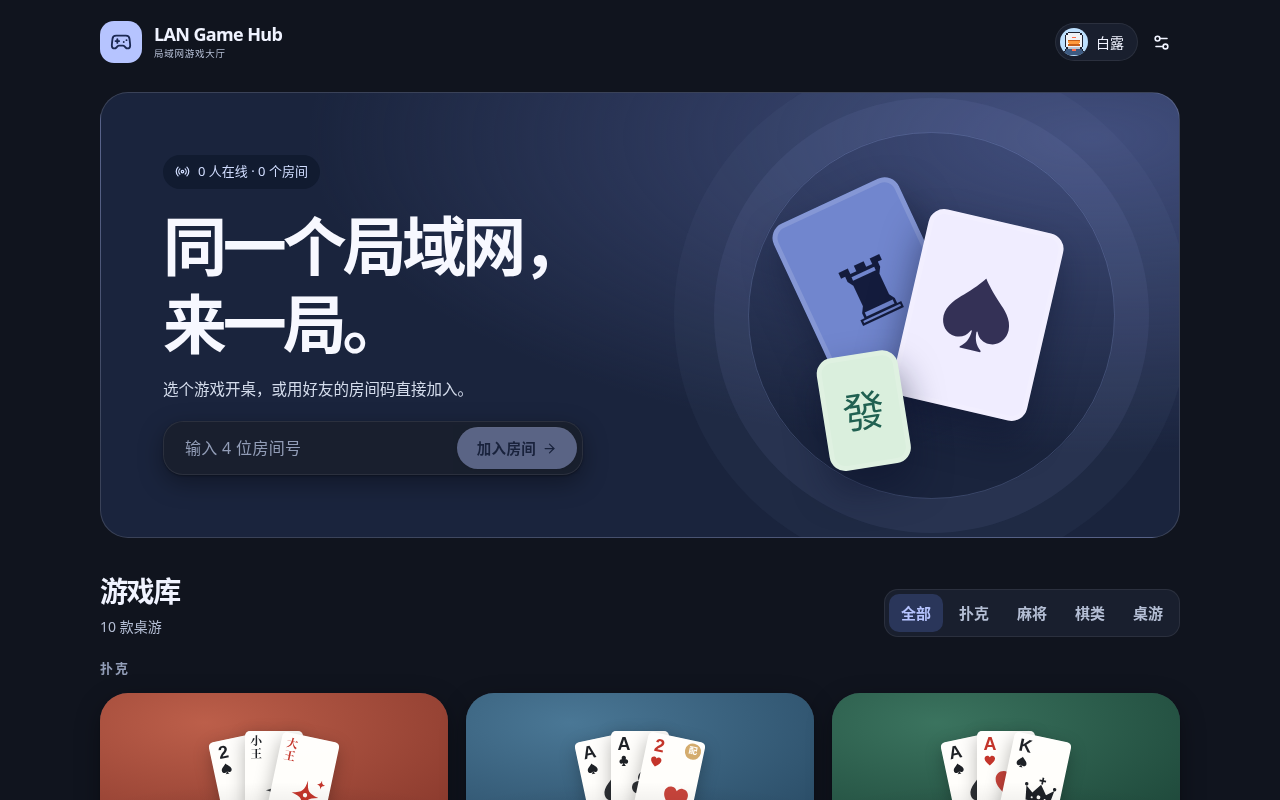 LAN Game Hub
局域网游戏大厅
白露
0 人在线 · 0 个房间
同一个局域网，
来一局。
發
选个游戏开桌，或用好友的房间码直接加入。
输入 4 位房间号
加入房间
游戏库
10 款桌游
全部 扑克 麻将 棋类 桌游
扑克
2 小王 大王
A A 2 配
A A K